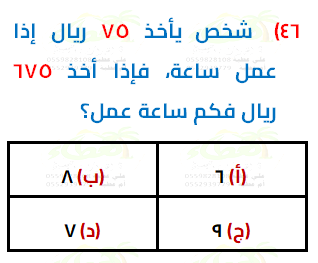 ٤٦) شخص يأخذ ٧٥ ريال إذا
عمل ساعة، فإذا أخذ ٦٧٥
ريال فكم ساعة عمل؟
(أ) ٦ (ب) ٨
(ج) ٩ (د) ٧